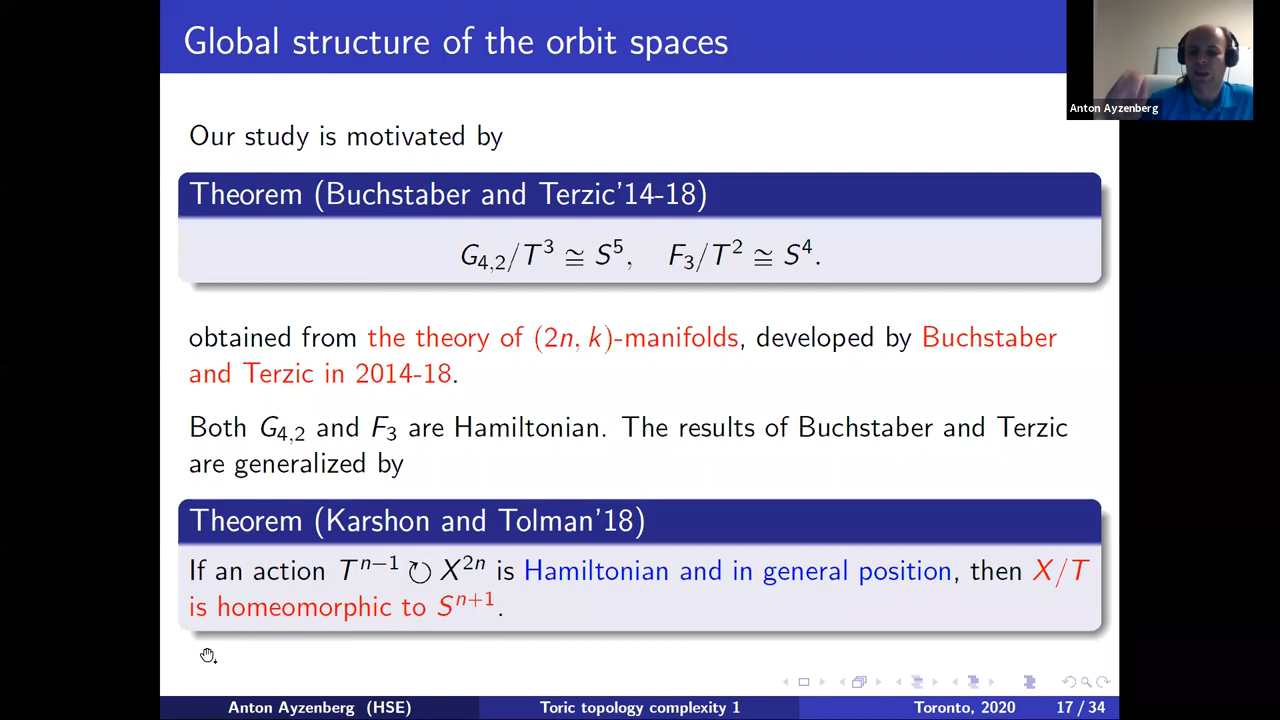 Global structure of the orbit spaces
Anton Ayzenberg
Our study is motivated by
Theorem (Buchstaber and Terzic'14-18)
G₄,₂/T³ ≅ S⁵, F₃/T² ≅ S⁴.
obtained from the theory of (2n, k)-manifolds, developed by Buchstaber
and Terzic in 2014-18.
Both G₄,₂ and F₃ are Hamiltonian. The results of Buchstaber and Terzic
are generalized by
Theorem (Karshon and Tolman'18)
If an action Tⁿ⁻¹ ↻ X²ⁿ is Hamiltonian and in general position, then X/T
is homeomorphic to Sⁿ⁺¹.
Anton Ayzenberg (HSE) Toric topology complexity 1 Toronto, 2020 17 / 34